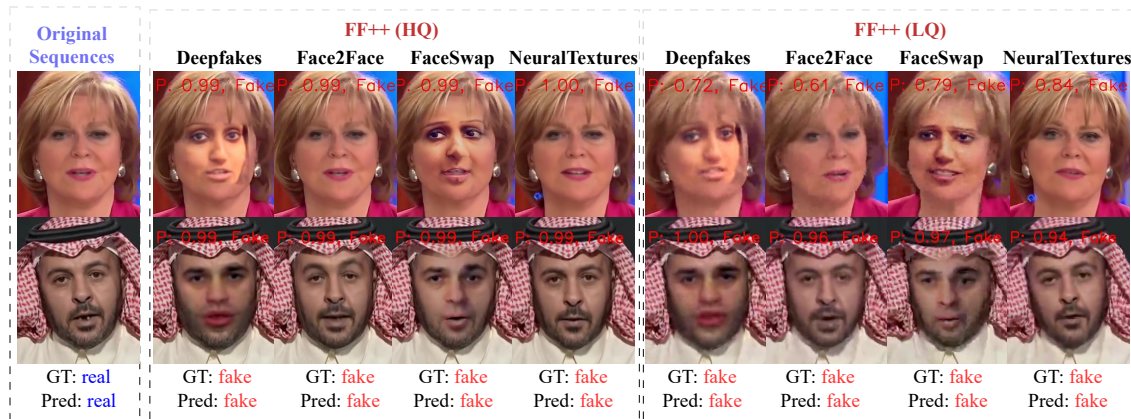 Original
Sequences
FF++ (HQ)
FF++ (LQ)
Deepfakes Face2Face FaceSwap NeuralTextures
Deepfakes Face2Face FaceSwap NeuralTextures
P: 0.99, Fake P: 0.99, Fake P: 0.99, Fake P: 1.00, Fake
P: 0.72, Fake P: 0.61, Fake P: 0.79, Fake P: 0.84, Fake
P: 0.99, Fake P: 0.99, Fake P: 0.99, Fake P: 0.99, Fake
P: 1.00, Fake P: 0.96, Fake P: 0.97, Fake P: 0.94, Fake
GT: real GT: fake GT: fake GT: fake GT: fake GT: fake GT: fake GT: fake GT: fake
Pred: real Pred: fake Pred: fake Pred: fake Pred: fake Pred: fake Pred: fake Pred: fake Pred: fake